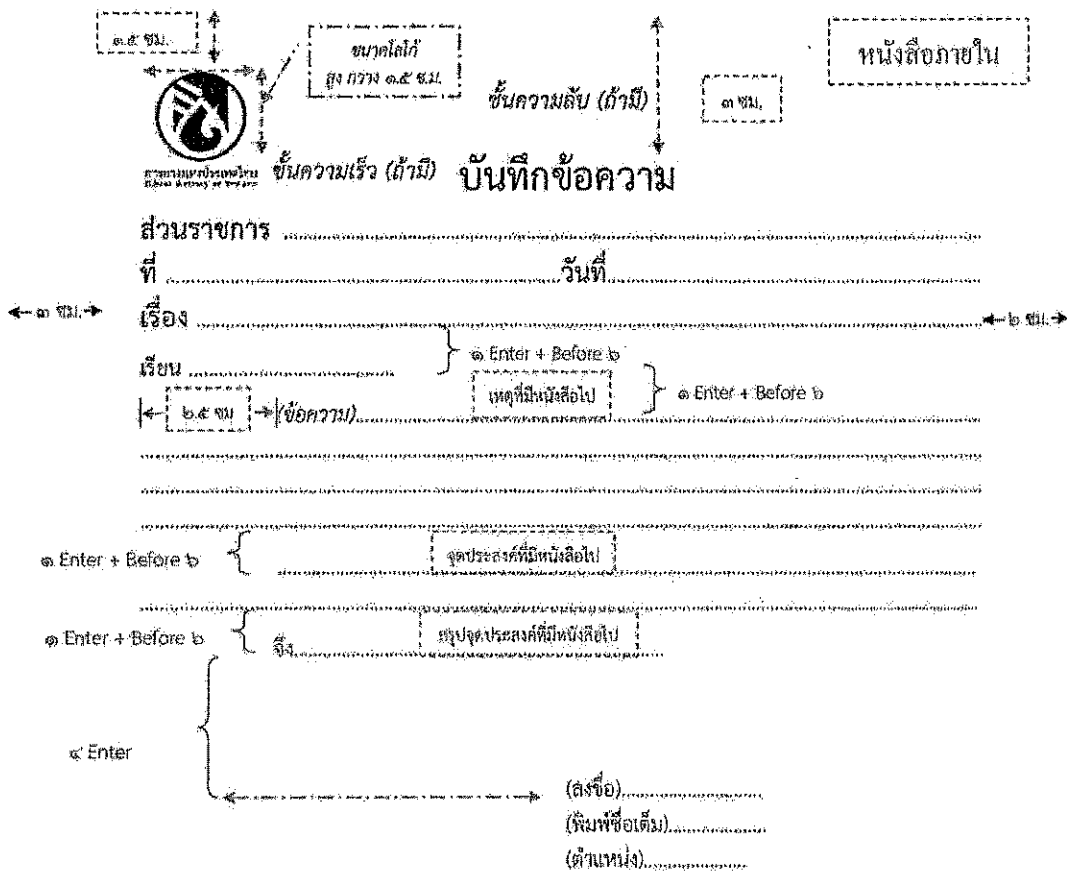 ๑.๕ ซม.
ขนาดโลโก้
สูง กว้าง ๑.๕ ซ.ม.
หนังสือภายใน
ชั้นความลับ (ถ้ามี)
๓ ซม.
ชั้นความเร็ว (ถ้ามี)
บันทึกข้อความ
ส่วนราชการ
ที่ วันที่
๓ ซม. เรื่อง ๒ ซม.
๑ Enter + Before ๖
เรียน
เหตุที่มีหนังสือไป ๑ Enter + Before ๖
๒.๕ ซม (ข้อความ)
๑ Enter + Before ๖ จุดประสงค์ที่มีหนังสือไป
๑ Enter + Before ๖ จึง สรุปจุดประสงค์ที่มีหนังสือไป
๔ Enter
(ลงชื่อ)
(พิมพ์ชื่อเต็ม)
(ตำแหน่ง)